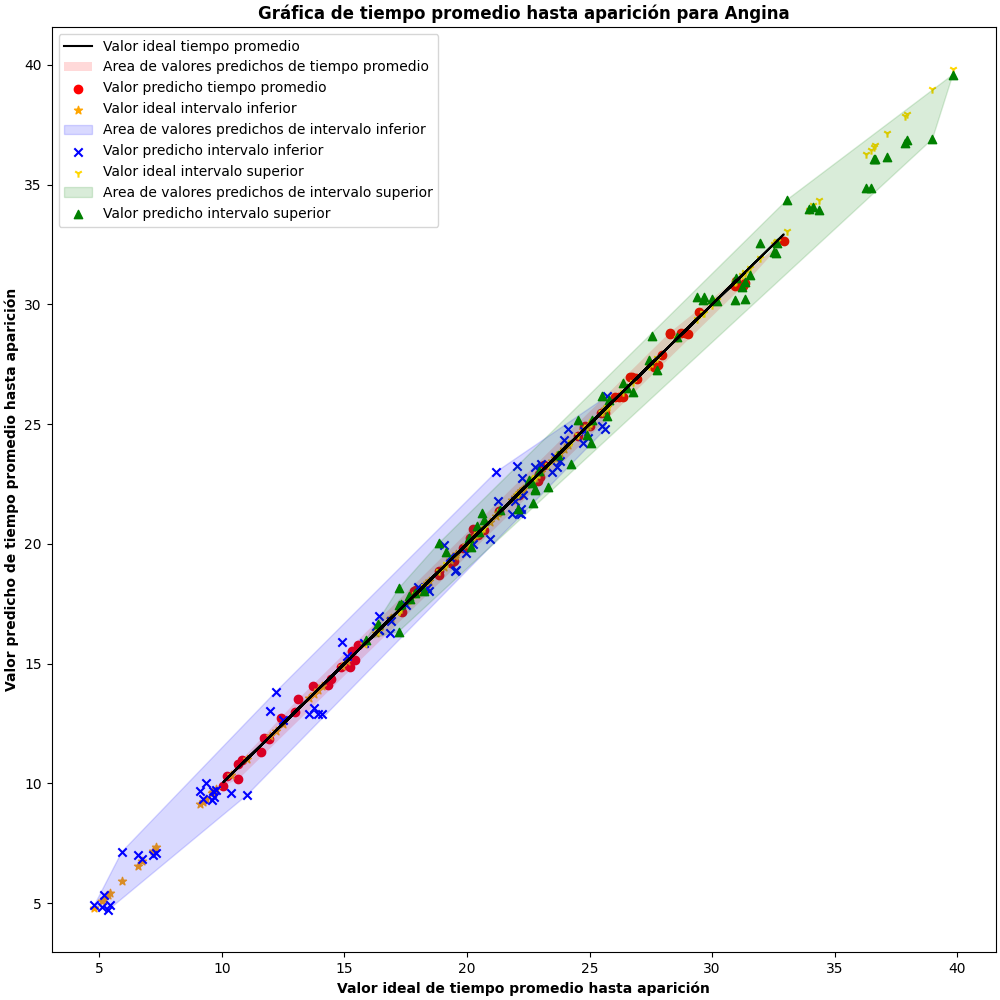 Gráfica de tiempo promedio hasta aparición para Angina
Valor ideal tiempo promedio
Area de valores predichos de tiempo promedio
Valor predicho tiempo promedio
Valor ideal intervalo inferior
Area de valores predichos de intervalo inferior
Valor predicho intervalo inferior
Valor ideal intervalo superior
Area de valores predichos de intervalo superior
Valor predicho intervalo superior
Valor predicho de tiempo promedio hasta aparición
40
35
30
25
20
15
10
5
5 10 15 20 25 30 35 40
Valor ideal de tiempo promedio hasta aparición